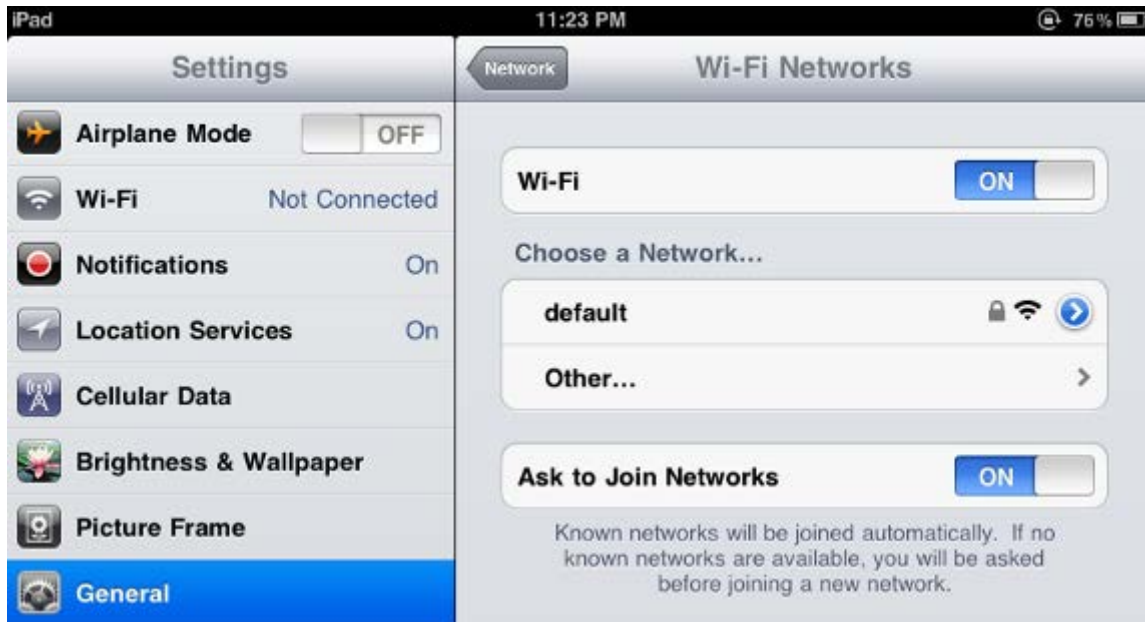 iPad
11:23 PM
76%
Settings
Airplane Mode OFF
Wi-Fi Not Connected
Notifications On
Location Services On
Cellular Data
Brightness & Wallpaper
Picture Frame
General
Network
Wi-Fi Networks
Wi-Fi ON
Choose a Network...
default
Other...
Ask to Join Networks ON
Known networks will be joined automatically. If no
known networks are available, you will be asked
before joining a new network.